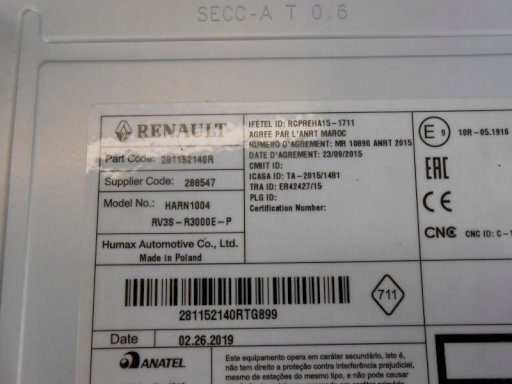 SECC-A T 0.6
RENAULT
Part Code: 281152140R
Supplier Code: 288547
Model No.: HARN1004
RV3S-R3000E-P
Humax Automotive Co., Ltd.
Made in Poland
IFETEL ID: RCPREHA15-1711
AGREE PAR L'ANRT MAROC
NUMERO D'AGREMENT: MR 10890 ANRT 2015
DATE D'AGREMENT: 23/09/2015
CMIIT ID:
ICASA ID: TA-2015/1481
TRA ID: ER42427/15
PLG ID:
Certification Number:
E 9 10R-05.1916
EAC
CE
CNC CNC ID: C-1
281152140RTG899
711
Date 02.26.2019
ANATEL
Este equipamento opera em caráter secundário, isto é,
não tem direito a proteção contra interferência prejudicial,
mesmo de estações do mesmo tipo, e não pode causar